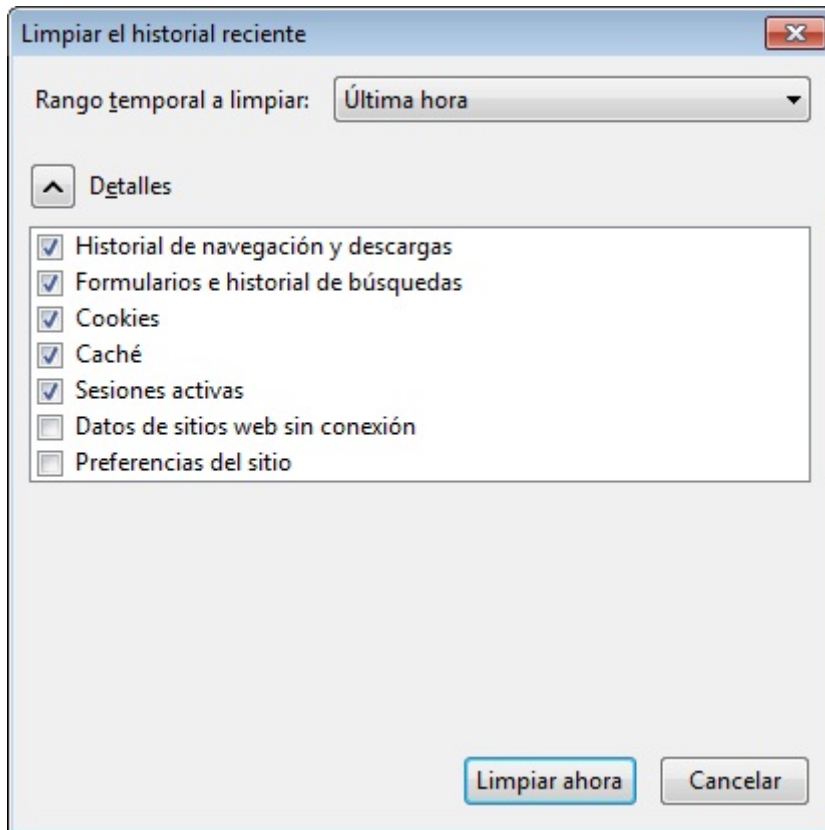 Limpiar el historial reciente
Rango temporal a limpiar: Última hora
Detalles
Historial de navegación y descargas
Formularios e historial de búsquedas
Cookies
Caché
Sesiones activas
Datos de sitios web sin conexión
Preferencias del sitio
Limpiar ahora Cancelar